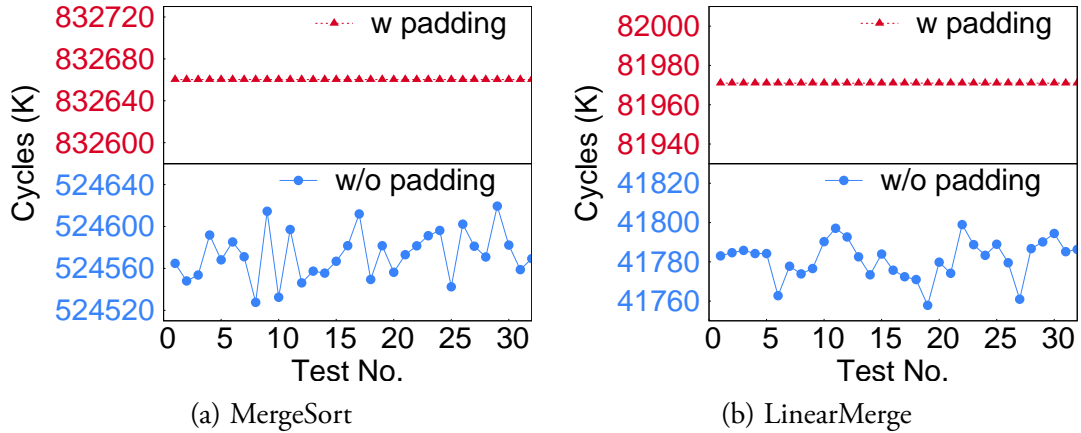 832720
832680
832640
832600
w padding
Cycles (K)
524640
524600
524560
524520
w/o padding
0 5 10 15 20 25 30
Test No.
(a) MergeSort
82000
81980
81960
81940
w padding
Cycles (K)
41820
41800
41780
41760
w/o padding
0 5 10 15 20 25 30
Test No.
(b) LinearMerge